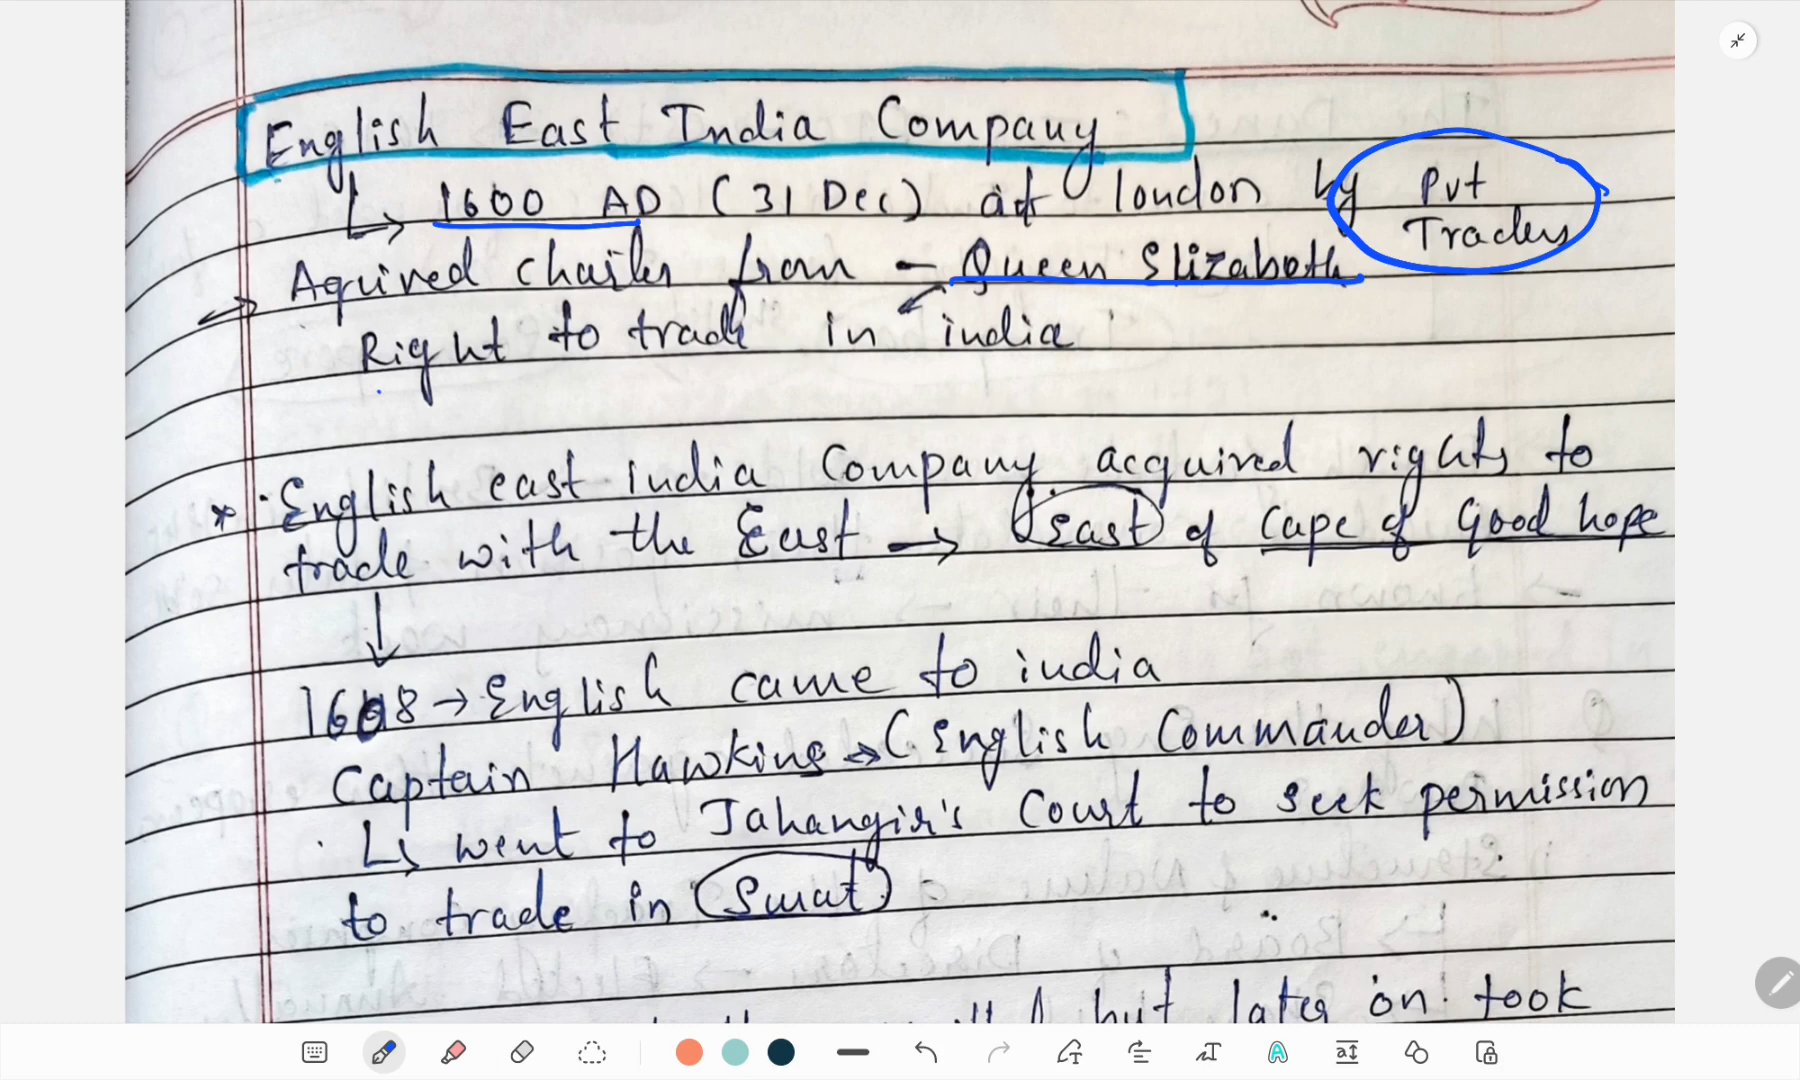 English East India Company
↳ 1600 AD (31 Dec) at london by Pvt Traders
→ Aquired charter from - Queen Elizabeth
Right to trade in india
* English east india Company acquired rights to
trade with the East → east of Cape of Good hope
↓
1608 → English came to india
Captain Hawkins → (English Commander)
↳ went to Jahangir's Court to seek permission
to trade in Surat
but later on took